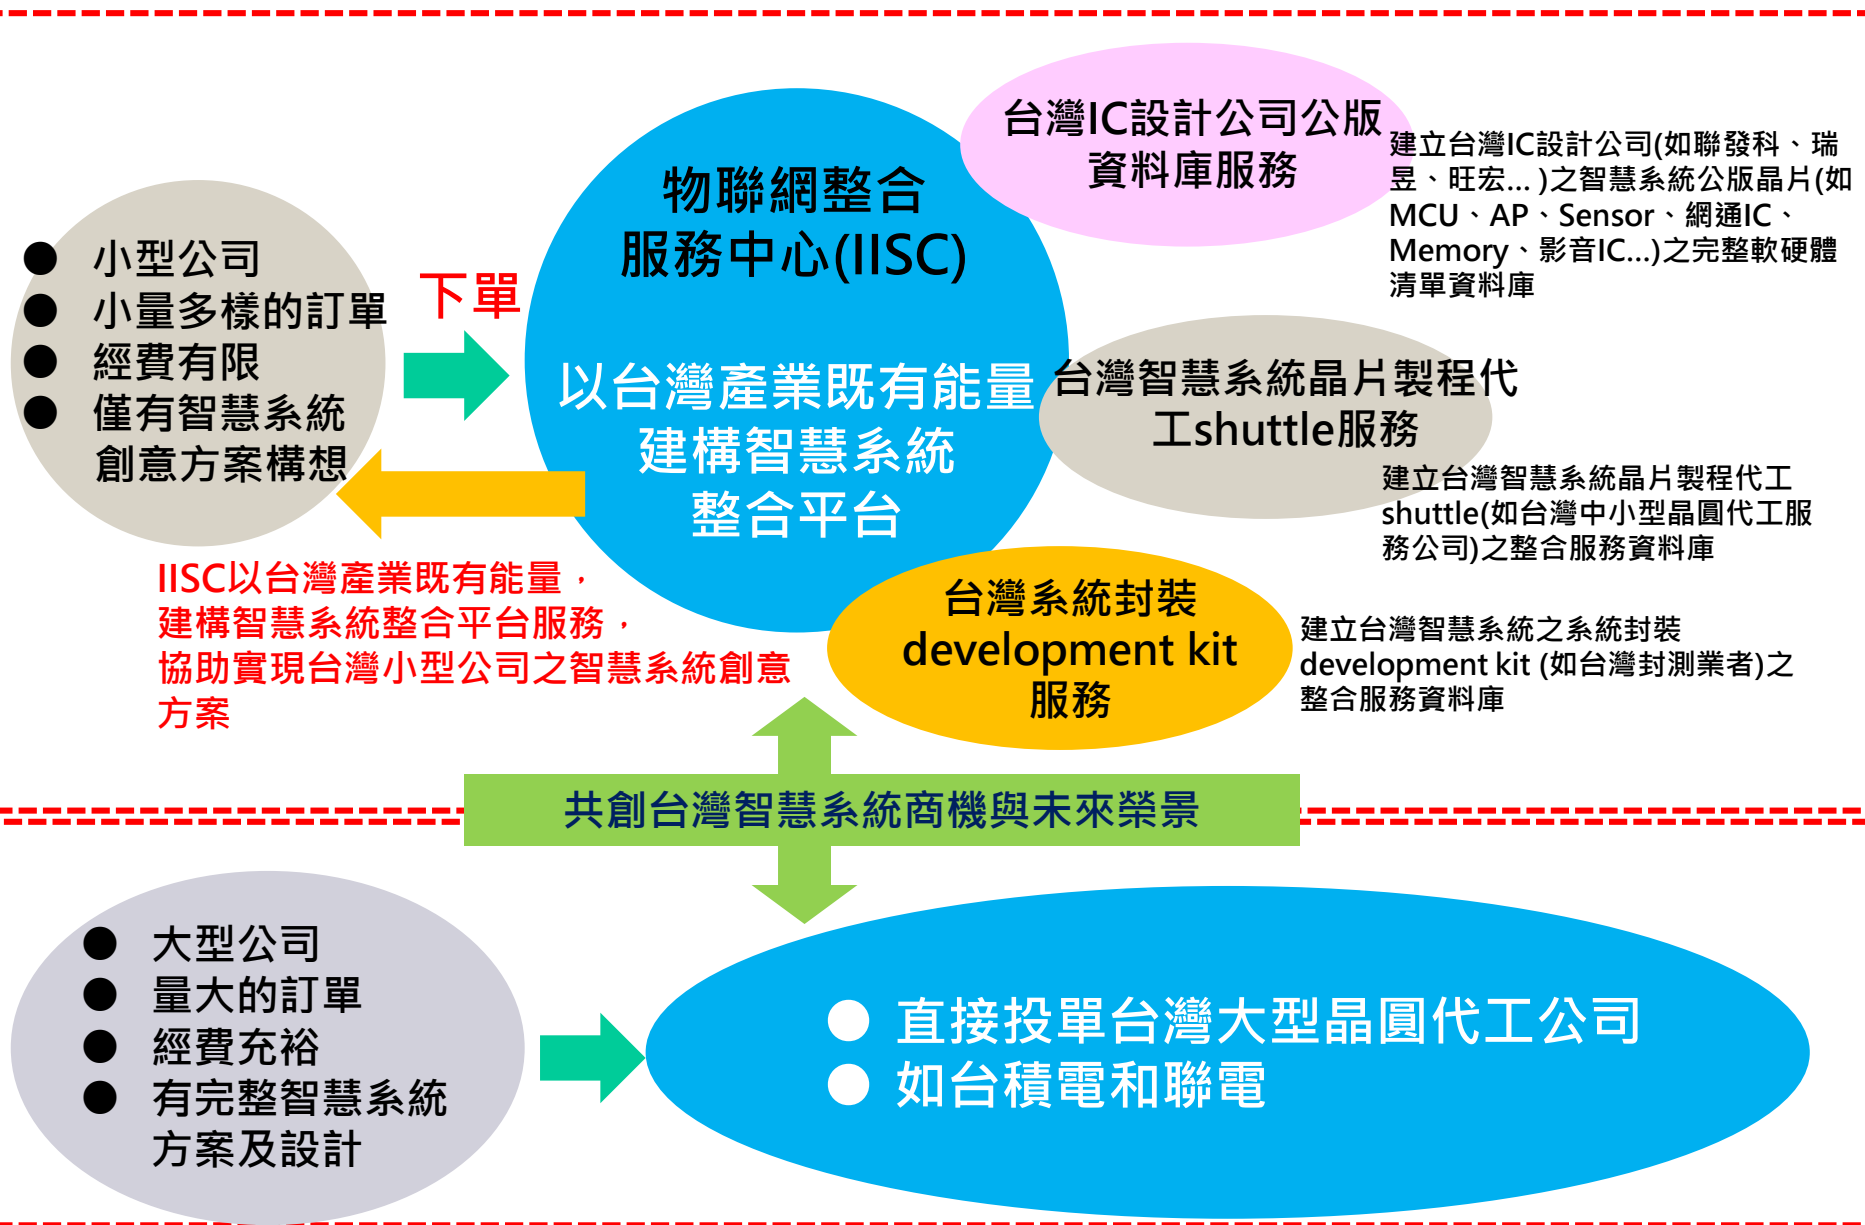 ● 小型公司
● 小量多樣的訂單
● 經費有限
● 僅有智慧系統
創意方案構想
下單
物聯網整合
服務中心(IISC)
以台灣產業既有能量
建構智慧系統
整合平台
台灣IC設計公司公版
資料庫服務
建立台灣IC設計公司(如聯發科、瑞
昱、旺宏... )之智慧系統公版晶片(如
MCU、AP、Sensor、網通IC、
Memory、影音IC...)之完整軟硬體
清單資料庫
台灣智慧系統晶片製程代
工shuttle服務
建立台灣智慧系統晶片製程代工
shuttle(如台灣中小型晶圓代工服
務公司)之整合服務資料庫
台灣系統封裝
development kit
服務
建立台灣智慧系統之系統封裝
development kit (如台灣封測業者)之
整合服務資料庫
IISC以台灣產業既有能量，
建構智慧系統整合平台服務，
協助實現台灣小型公司之智慧系統創意
方案
共創台灣智慧系統商機與未來榮景
● 大型公司
● 量大的訂單
● 經費充裕
● 有完整智慧系統
方案及設計
● 直接投單台灣大型晶圓代工公司
● 如台積電和聯電